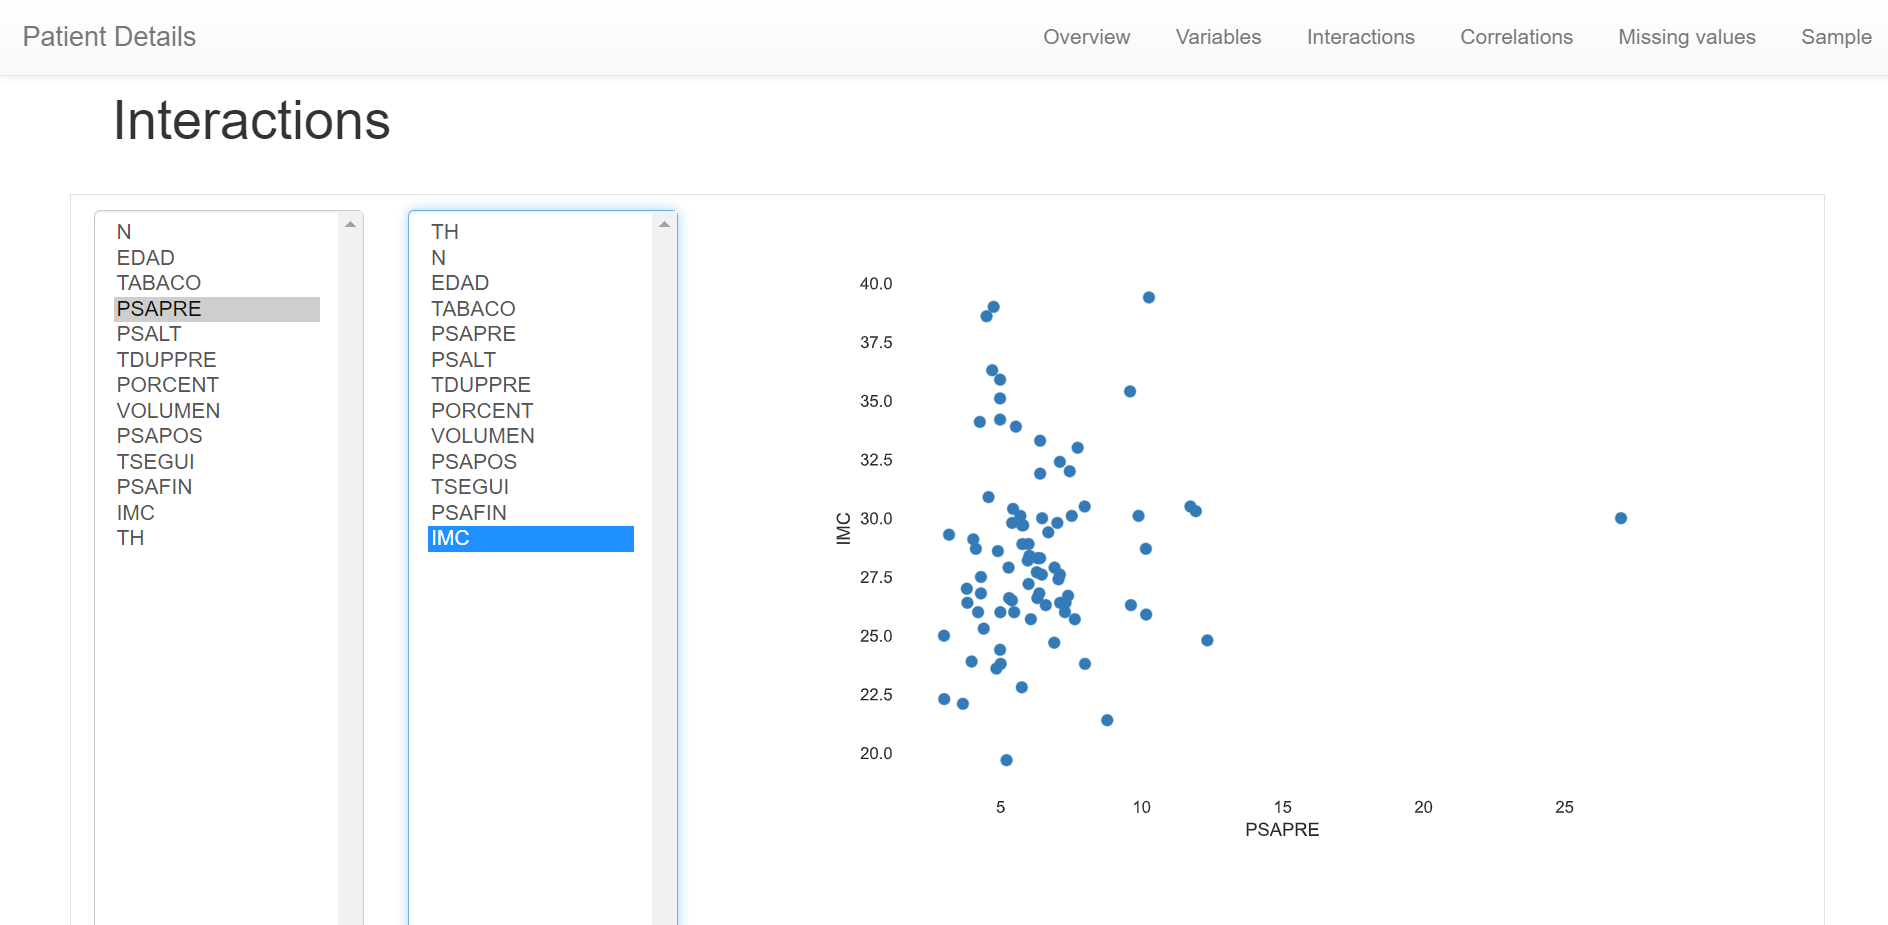 Patient Details
Overview Variables Interactions Correlations Missing values Sample
Interactions
N
EDAD
TABACO
PSAPRE
PSALT
TDUPPRE
PORCENT
VOLUMEN
PSAPOS
TSEGUI
PSAFIN
IMC
TH
TH
N
EDAD
TABACO
PSAPRE
PSALT
TDUPPRE
PORCENT
VOLUMEN
PSAPOS
TSEGUI
PSAFIN
IMC
40.0
37.5
35.0
32.5
30.0
27.5
25.0
22.5
20.0
IMC
5 10 15 20 25
PSAPRE